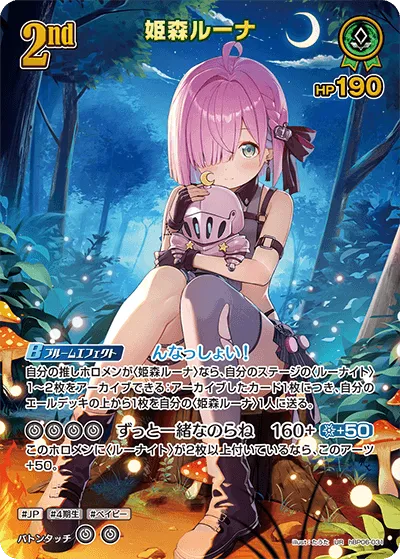 2nd
姫森ルーナ
HP190
Bブルームエフェクト んなっしょい！
自分の推しホロメンが〈姫森ルーナ〉なら、自分のステージの〈ルーナイト〉
1～2枚をアーカイブできる：アーカイブしたカード1枚につき、自分の
エールデッキの上から1枚を自分の〈姫森ルーナ〉1人に送る。
ずっと一緒なのらね 160+ +50
このホロメンに〈ルーナイト〉が2枚以上付いているなら、このアーツ
+50。
#JP #4期生 #ベイビー
バトンタッチ
UR hBP06-031